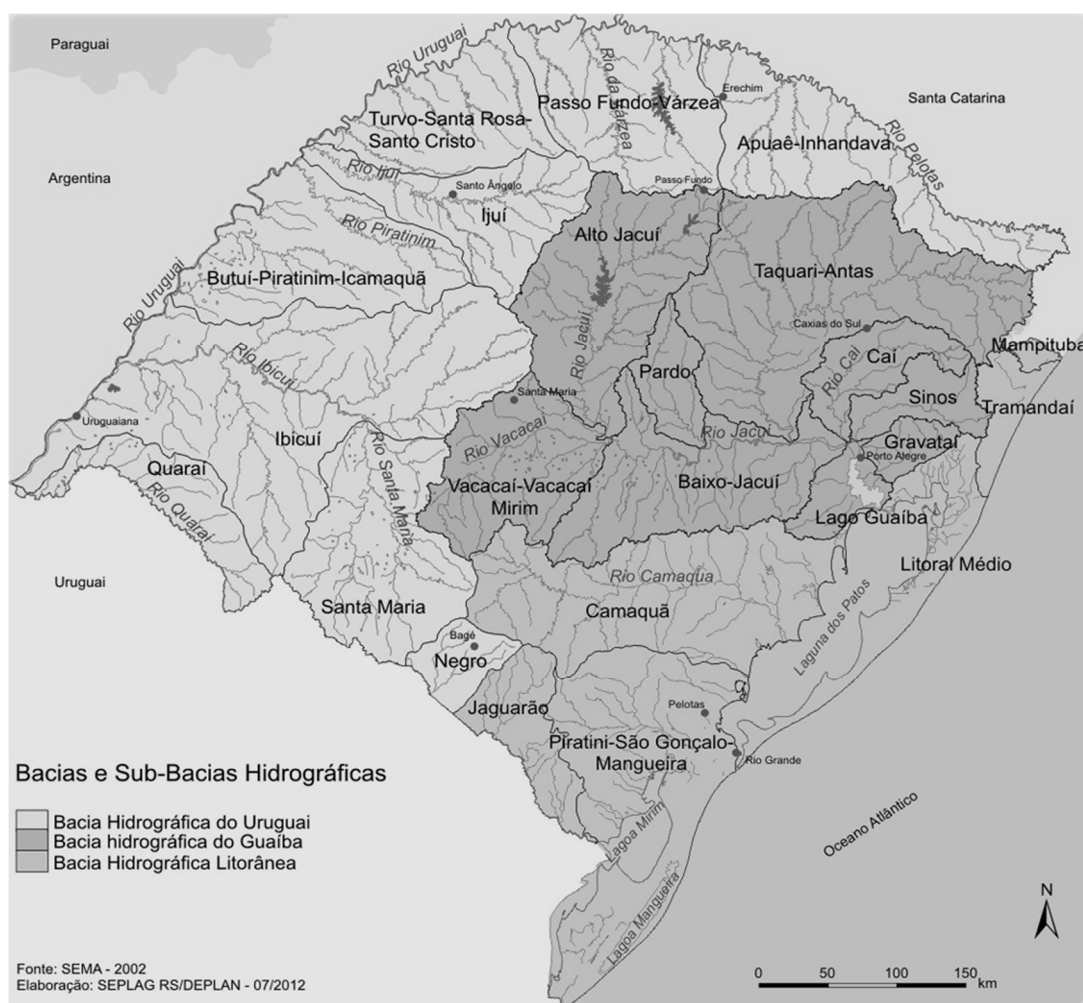 Paraguai
Rio Uruguai
Rio da Várzea
Passo Fundo-Várzea
Erechim
Santa Catarina
Turvo-Santa Rosa-
Santo Cristo
Apuaê-Inhandava
Rio Pelotas
Argentina
Rio Ijuí
Santo Ângelo
Passo Fundo
Ijuí
Rio Piratinim
Alto Jacuí
Taquari-Antas
Butuí-Piratinim-Icamaquã
Rio Uruguai
Caxias do Sul
Rio Jacuí
Mampituba
Caí
Rio Caí
Rio Ibicuí
Pardo
Santa Maria
Sinos
Tramandaí
Uruguaiana
Ibicuí
Rio Vacacaí
Rio Jacuí
Gravataí
Porto Alegre
Quaraí
Rio Santa Maria
Vacacaí-Vacacaí
Mirim
Baixo-Jacuí
Rio Quaraí
Lago Guaíba
Litoral Médio
Uruguai
Rio Camaqua
Santa Maria
Camaquã
Laguna dos Patos
Bagé
Negro
Jaguarão
Pelotas
Piratini-São Gonçalo-
Mangueira
Rio Grande
Bacias e Sub-Bacias Hidrográficas
Bacia Hidrográfica do Uruguai
Bacia hidrográfica do Guaíba
Bacia Hidrográfica Litorânea
Lagoa Mirim
Oceano Atlântico
Lagoa Mangueira
N
Fonte: SEMA - 2002
Elaboração: SEPLAG RS/DEPLAN - 07/2012
0 50 100 150
km